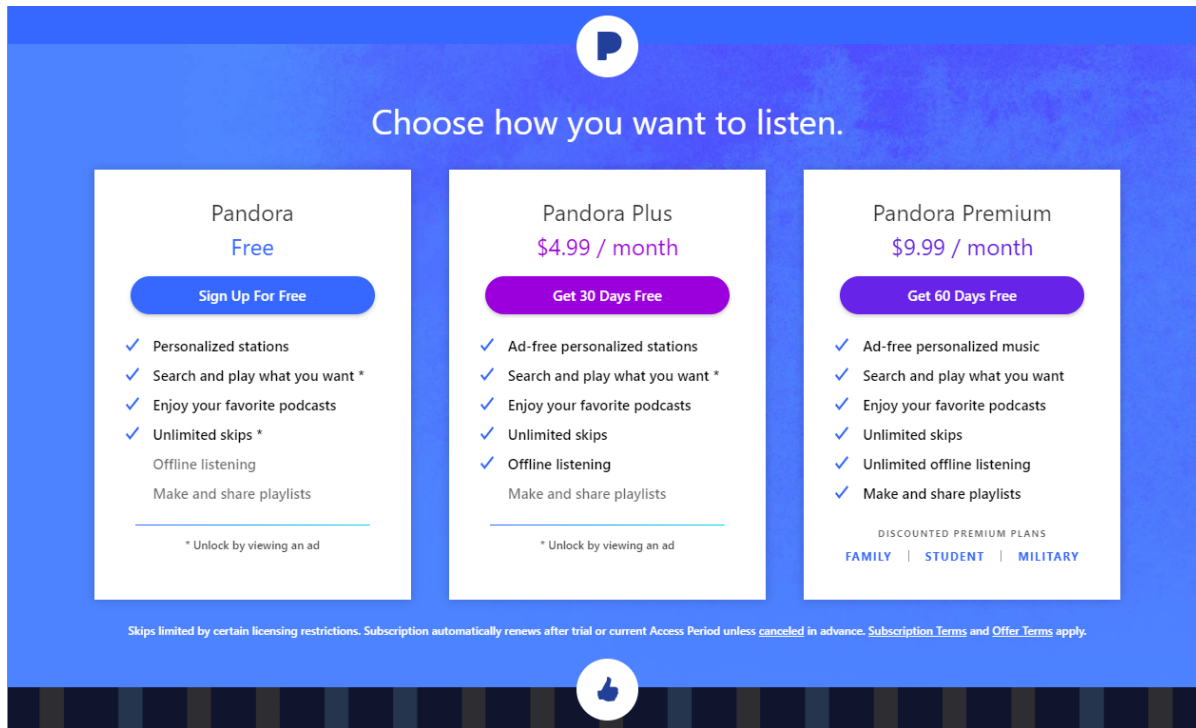 P
Choose how you want to listen.
Pandora
Free
Sign Up For Free
Personalized stations
Search and play what you want *
Enjoy your favorite podcasts
Unlimited skips *
Offline listening
Make and share playlists
* Unlock by viewing an ad
Pandora Plus
$4.99 / month
Get 30 Days Free
Ad-free personalized stations
Search and play what you want *
Enjoy your favorite podcasts
Unlimited skips
Offline listening
Make and share playlists
* Unlock by viewing an ad
Pandora Premium
$9.99 / month
Get 60 Days Free
Ad-free personalized music
Search and play what you want
Enjoy your favorite podcasts
Unlimited skips
Unlimited offline listening
Make and share playlists
DISCOUNTED PREMIUM PLANS
FAMILY | STUDENT | MILITARY
Skips limited by certain licensing restrictions. Subscription automatically renews after trial or current Access Period unless canceled in advance. Subscription Terms and Offer Terms apply.